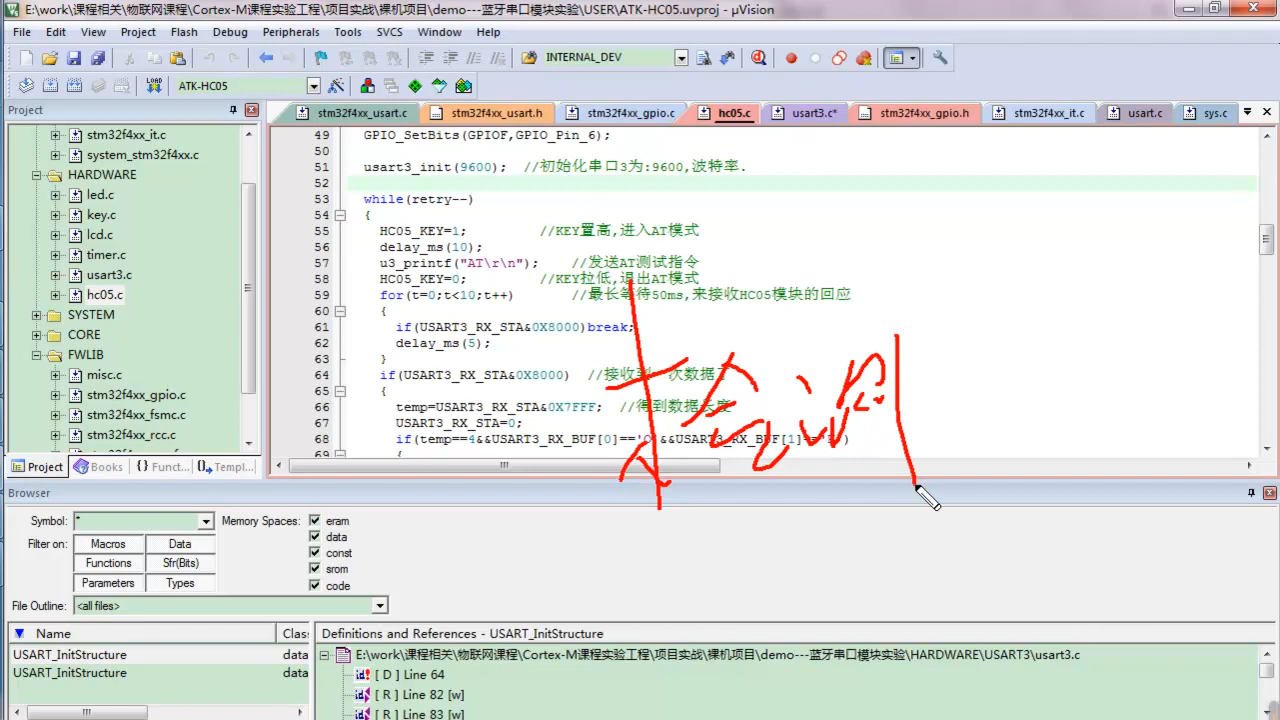 E:\work\课程相关\物联网课程\Cortex-M课程实验工程\项目实战\裸机项目\demo---蓝牙串口模块实验\USER\ATK-HC05.uvproj - µVision
File Edit View Project Flash Debug Peripherals Tools SVCS Window Help
INTERNAL_DEV
LOAD ATK-HC05
Project
stm32f4xx_usart.c stm32f4xx_usart.h stm32f4xx_gpio.c hc05.c usart3.c* stm32f4xx_gpio.h stm32f4xx_it.c usart.c sys.c
stm32f4xx_it.c
system_stm32f4xx.c
HARDWARE
led.c
key.c
lcd.c
timer.c
usart3.c
hc05.c
SYSTEM
CORE
FWLIB
misc.c
stm32f4xx_gpio.c
stm32f4xx_fsmc.c
stm32f4xx_rcc.c
Project Books {} Funct... Templ...
49 GPIO_SetBits(GPIOF,GPIO_Pin_6);
50
51 usart3_init(9600); //初始化串口3为:9600,波特率.
52
53 while(retry--)
54 {
55 HC05_KEY=1; //KEY置高,进入AT模式
56 delay_ms(10);
57 u3_printf("AT\r\n"); //发送AT测试指令
58 HC05_KEY=0; //KEY拉低,退出AT模式
59 for(t=0;t<10;t++) //最长等待50ms,来接收HC05模块的回应
60 {
61 if(USART3_RX_STA&0X8000)break;
62 delay_ms(5);
63 }
64 if(USART3_RX_STA&0X8000) //接收到一次数据了
65 {
66 temp=USART3_RX_STA&0X7FFF; //得到数据长度
67 USART3_RX_STA=0;
68 if(temp==4&&USART3_RX_BUF[0]=='O'&&USART3_RX_BUF[1]=='K')
69 {
Browser
Symbol: * Memory Spaces: eram
Filter on: Macros Data data
Functions Sfr(Bits) const
srom
Parameters Types code
File Outline: <all files>
Name Clas
USART_InitStructure data
USART_InitStructure data
Definitions and References - USART_InitStructure
E:\work\课程相关\物联网课程\Cortex-M课程实验工程\项目实战\裸机项目\demo---蓝牙串口模块实验\HARDWARE\USART3\usart3.c
[ D ] Line 64
[ R ] Line 82 [w]
[ R ] Line 83 [w]